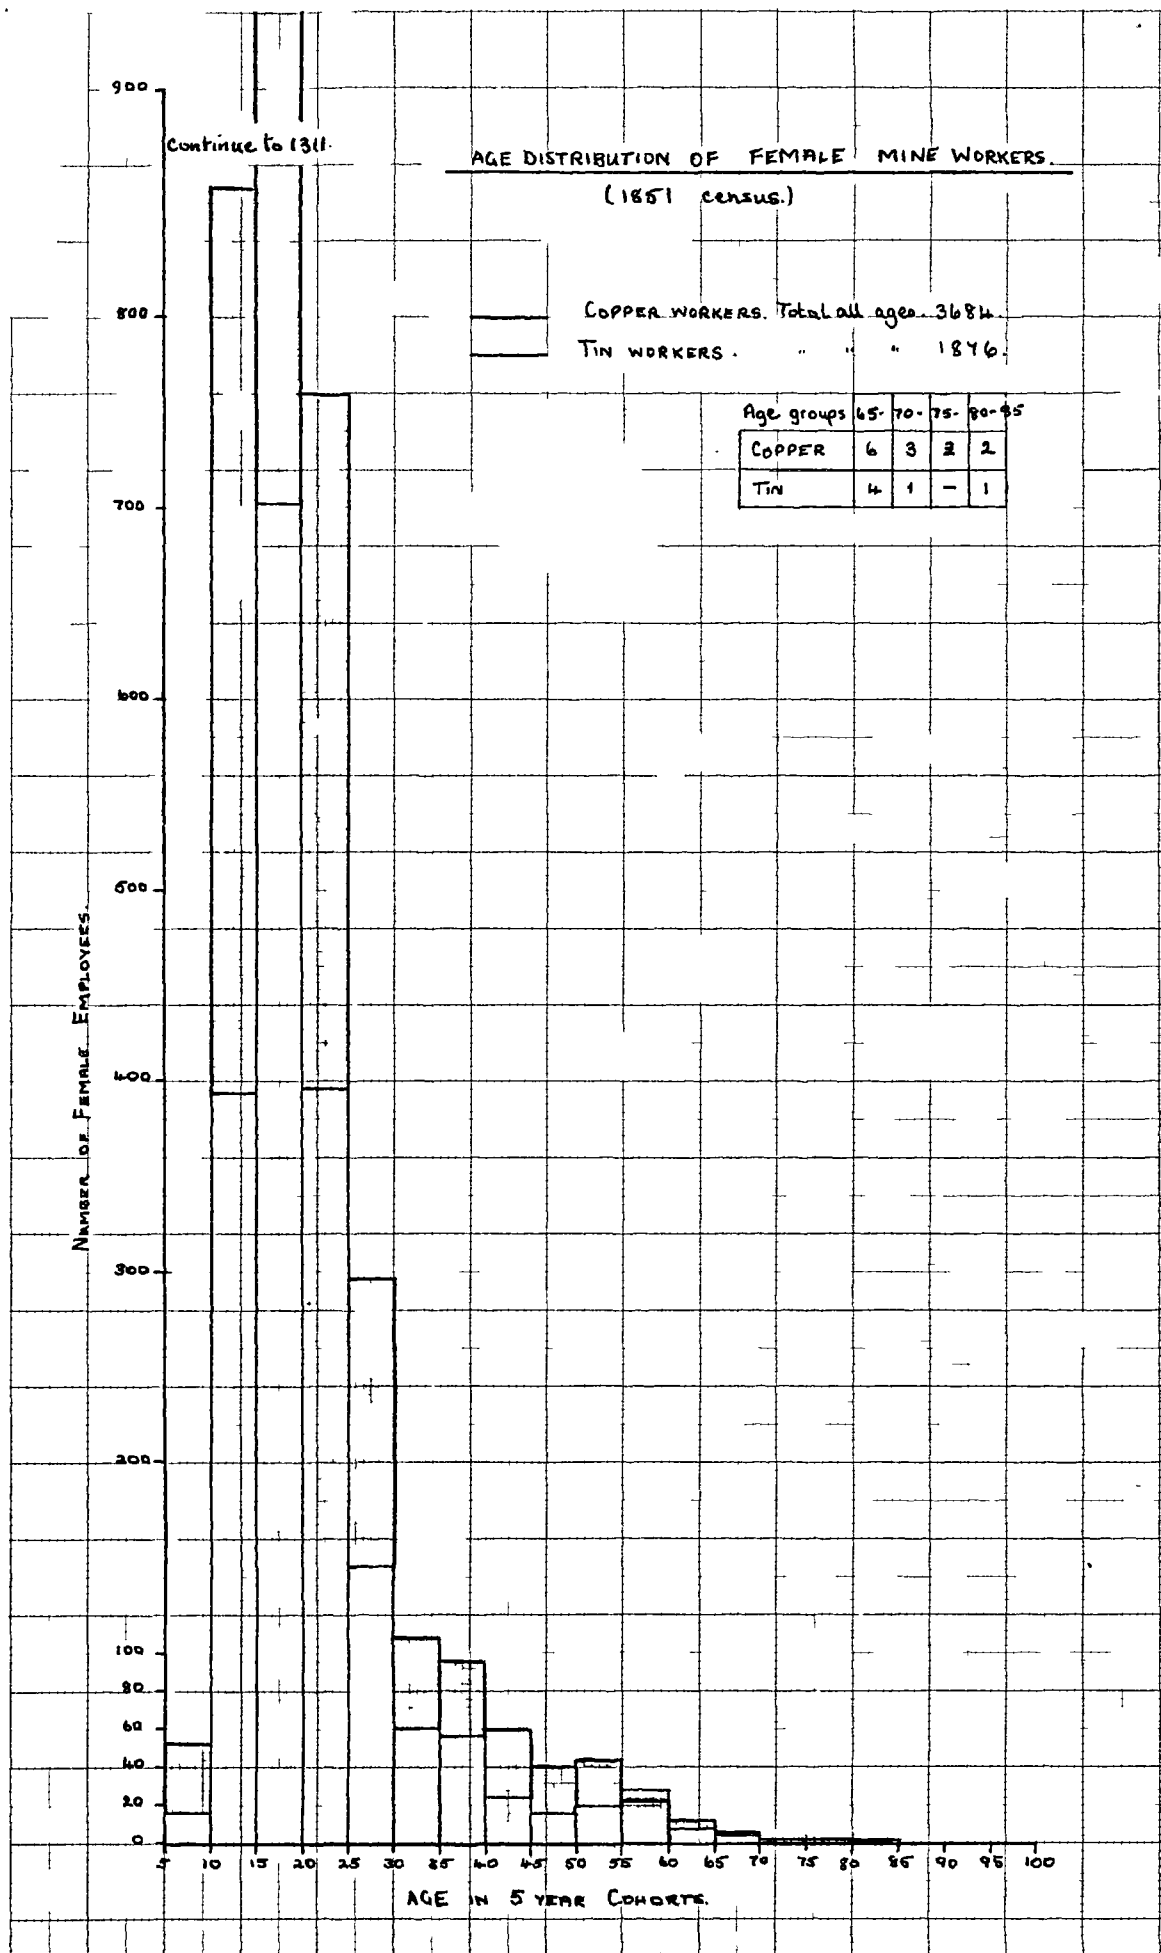 900
Continue to 1311.
AGE DISTRIBUTION OF FEMALE MINE WORKERS.
(1851 census.)
800
COPPER WORKERS. Total all ages. 3684.
TIN WORKERS. " " " 1876.
Age groups 65- 70- 75- 80-85
COPPER 6 3 2 2
TIN 4 1 — 1
700
600
500
NUMBER OF FEMALE EMPLOYEES.
400
300
200
100
80
60
40
20
0
5 10 15 20 25 30 35 40 45 50 55 60 65 70 75 80 85 90 95 100
AGE IN 5 YEAR COHORTS.